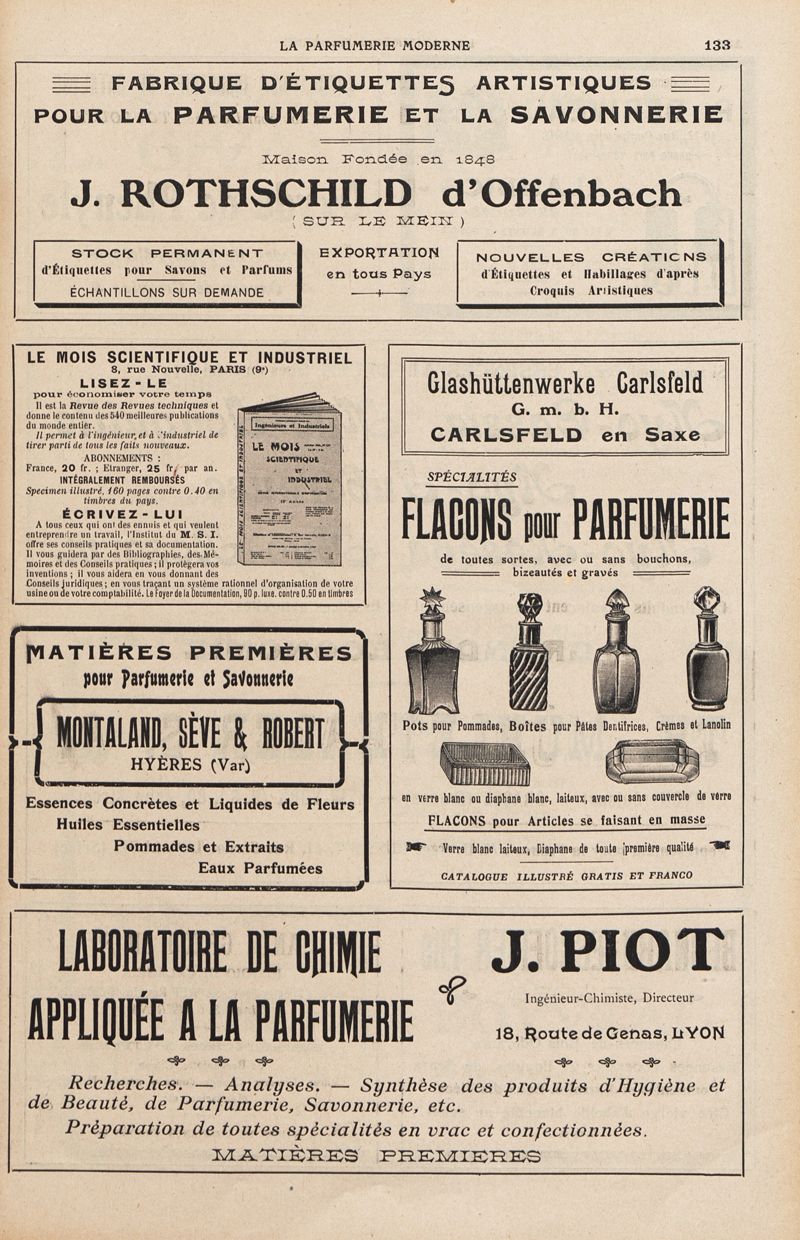 LA PARFUMERIE MODERNE 133
FABRIQUE D'ÉTIQUETTES ARTISTIQUES
POUR LA PARFUMERIE ET LA SAVONNERIE
Maison Fondée en 1848
J. ROTHSCHILD d'Offenbach
( SUR LE MEIN )
STOCK PERMANENT
d'Étiquettes pour Savons et Parfums
ÉCHANTILLONS SUR DEMANDE
EXPORTATION
en tous Pays
NOUVELLES CRÉATIONS
d'Étiquettes et Habillages d'après
Croquis Artistiques
LE MOIS SCIENTIFIQUE ET INDUSTRIEL
8, rue Nouvelle, PARIS (9e)
LISEZ-LE
pour économiser votre temps
Il est la Revue des Revues techniques et
donne le contenu des 540 meilleures publications
du monde entier.
Il permet à l'ingénieur et à l'industriel de
tirer parti de tous les faits nouveaux.
ABONNEMENTS :
France, 20 fr. ; Etranger, 25 fr. par an.
INTÉGRALEMENT REMBOURSÉS
Specimen illustré, 160 pages contre 0.40 en
timbres du pays.
ÉCRIVEZ-LUI
A tous ceux qui ont des ennuis et qui veulent
entreprendre un travail, l'Institut du M. S. I.
offre ses conseils pratiques et sa documentation.
Il vous guidera par des Bibliographies, des Mé-
moires et des Conseils pratiques ; il protègera vos
inventions ; il vous aidera en vous donnant des
Conseils juridiques ; en vous traçant un système rationnel d'organisation de votre
usine ou de votre comptabilité. Le Foyer de la Documentation, 90 p. luxe. contre 0.50 en timbres
Ingénieurs et Industriels
LE MOIS
SCIENTIFIQUE
ET
INDUSTRIEL
Glashüttenwerke Carlsfeld
G. m. b. H.
CARLSFELD en Saxe
SPÉCIALITÉS
FLACONS pour PARFUMERIE
de toutes sortes, avec ou sans bouchons,
bizeautés et gravés
Pots pour Pommades, Boîtes pour Pâtes Dentifrices, Crèmes et Lanolin
en verre blanc ou diaphane blanc, laiteux, avec ou sans couvercle de verre
FLACONS pour Articles se faisant en masse
Verre blanc laiteux, Diaphane de toute première qualité
CATALOGUE ILLUSTRÉ GRATIS ET FRANCO
MATIÈRES PREMIÈRES
pour Parfumerie et Savonnerie
MONTALAND, SÈVE & ROBERT
HYÈRES (Var)
Essences Concrètes et Liquides de Fleurs
Huiles Essentielles
Pommades et Extraits
Eaux Parfumées
LABORATOIRE DE CHIMIE
APPLIQUÉE A LA PARFUMERIE
J. PIOT
Ingénieur-Chimiste, Directeur
18, Route de Genas, LYON
Recherches. — Analyses. — Synthèse des produits d'Hygiène et
de Beauté, de Parfumerie, Savonnerie, etc.
Préparation de toutes spécialités en vrac et confectionnées.
MATIÈRES PREMIERES